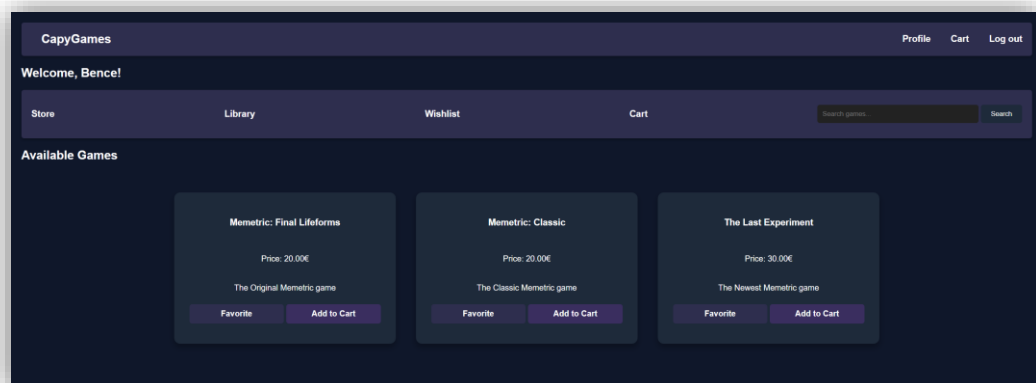 CapyGames Profile Cart Log out
Welcome, Bence!
Store Library Wishlist Cart Search games... Search
Available Games
Memetric: Final Lifeforms
Price: 20.00€
The Original Memetric game
Favorite Add to Cart
Memetric: Classic
Price: 20.00€
The Classic Memetric game
Favorite Add to Cart
The Last Experiment
Price: 30.00€
The Newest Memetric game
Favorite Add to Cart